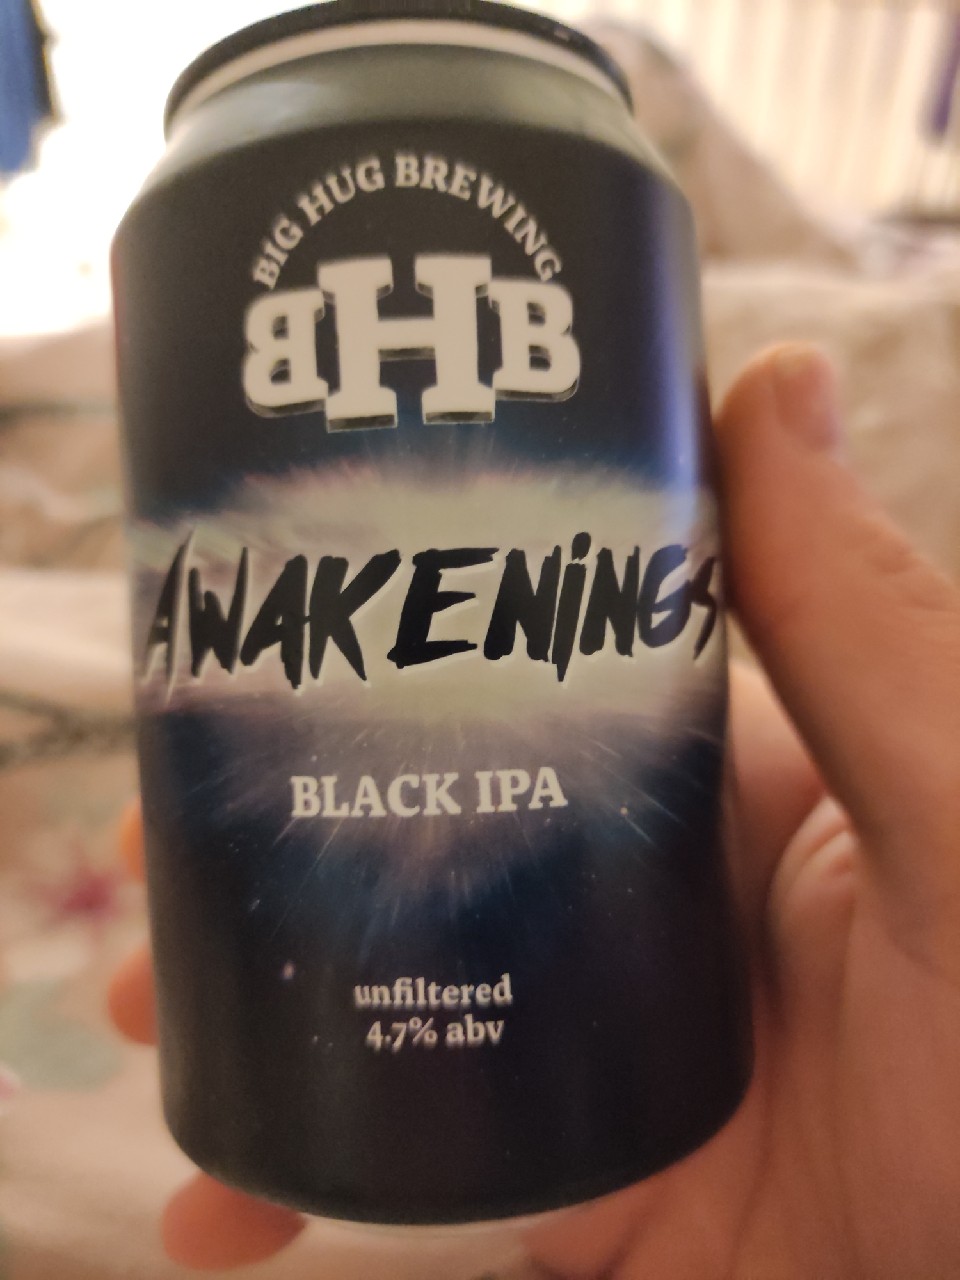 BIG HUG BREWING
BHB
AWAKENINGS
BLACK IPA
unfiltered
4.7% abv